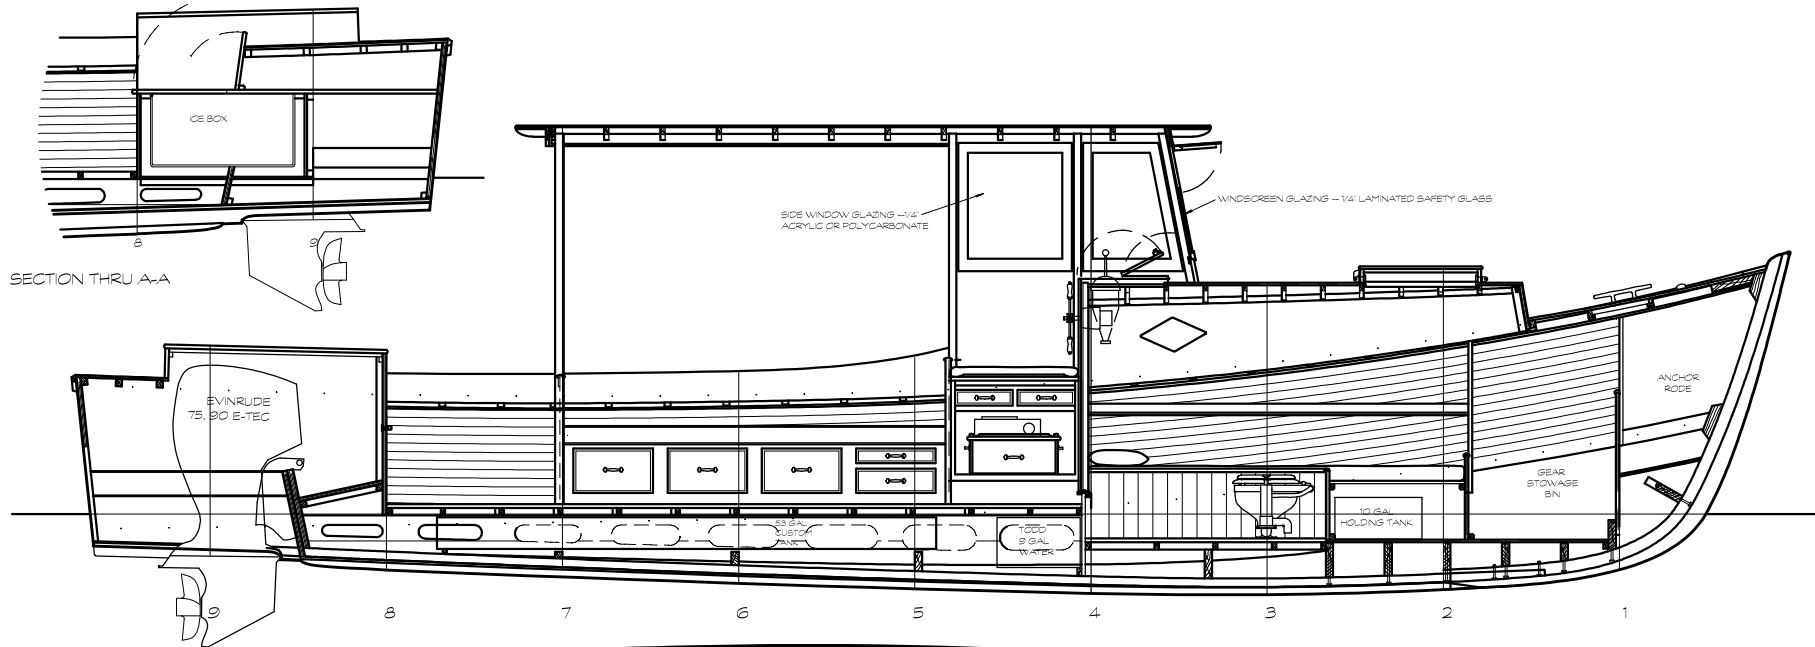 ICE BOX
8
9
SECTION THRU A-A
SIDE WINDOW GLAZING --1/4"
ACRYLIC OR POLYCARBONATE
WINDSCREEN GLAZING -- 1/4" LAMINATED SAFETY GLASS
EVINRUDE
75, 90 E-TEC
ANCHOR
RODE
GEAR
STOWAGE
BIN
10 GAL
HOLDING TANK
53 GAL
CUSTOM
TANK
TODD
9 GAL
WATER
9
8
7
6
5
4
3
2
1